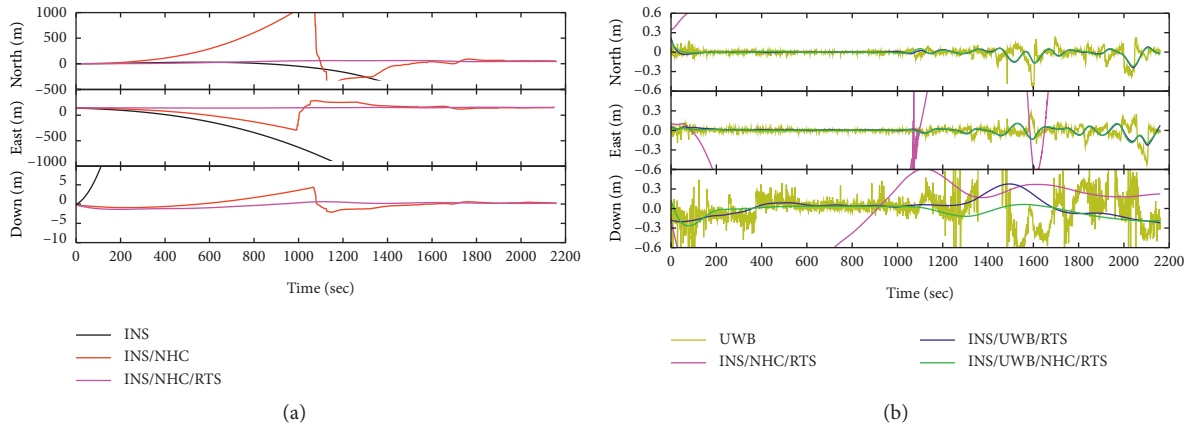 1000
500
0
−500
North (m)
0
−500
−1000
East (m)
5
0
−5
−10
Down (m)
0 200 400 600 800 1000 1200 1400 1600 1800 2000 2200
Time (sec)
INS
INS/NHC
INS/NHC/RTS
(a)
0.6
0.3
0
−0.3
−0.6
North (m)
0.3
0.0
−0.3
−0.6
East (m)
0.3
0.0
−0.3
−0.6
Down (m)
0 200 400 600 800 1000 1200 1400 1600 1800 2000 2200
Time (sec)
UWB
INS/NHC/RTS
INS/UWB/RTS
INS/UWB/NHC/RTS
(b)